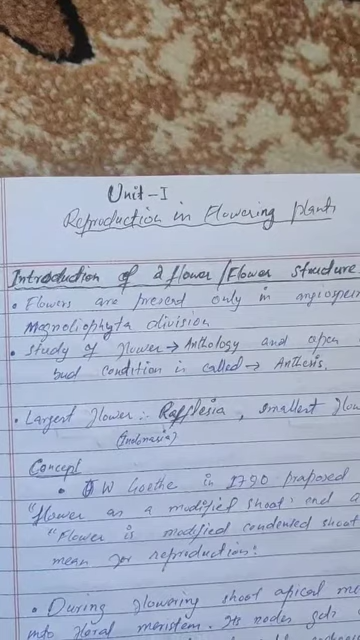 Unit-I
Reproduction in Flowering plants
Introduction of a flower/Flower structure
• Flowers are present only in angiosper
Magnoliophyta division
• Study of flower → Anthology and open
bud condition is called → Anthesis.
• Largest flower :- Rafflesia, smallest flow
(Indonesia)
Concept
• W Goethe in 1790 proposed
"flower as a modified shoot" and a
"Flower is modified condensed shoot
mean for reproduction.
• During flowering shoot apical me
into floral meristem. Its nodes gets